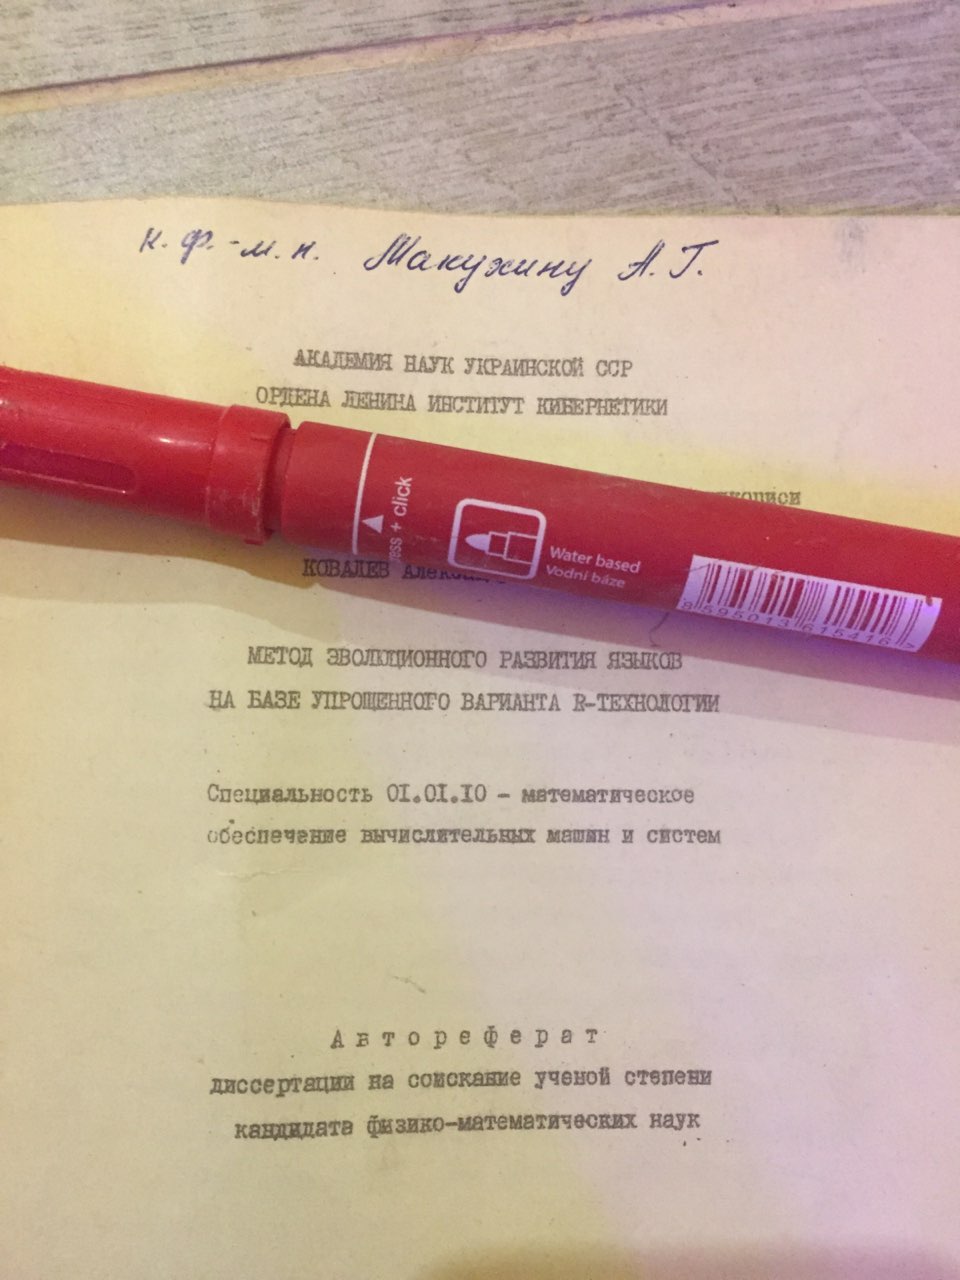 к. ф.-м. н. Макухину А. Г.
АКАДЕМИЯ НАУК УКРАИНСКОЙ ССР
ОРДЕНА ЛЕНИНА ИНСТИТУТ КИБЕРНЕТИКИ
+ click
Water based
Vodní báze
8595013615416
КОВАЛЕВ
МЕТОД ЭВОЛЮЦИОННОГО РАЗВИТИЯ ЯЗЫКОВ
НА БАЗЕ УПРОЩЕННОГО ВАРИАНТА R-ТЕХНОЛОГИИ
Специальность 01.01.10 - математическое
обеспечение вычислительных машин и систем
Автореферат
диссертации на соискание ученой степени
кандидата физико-математических наук